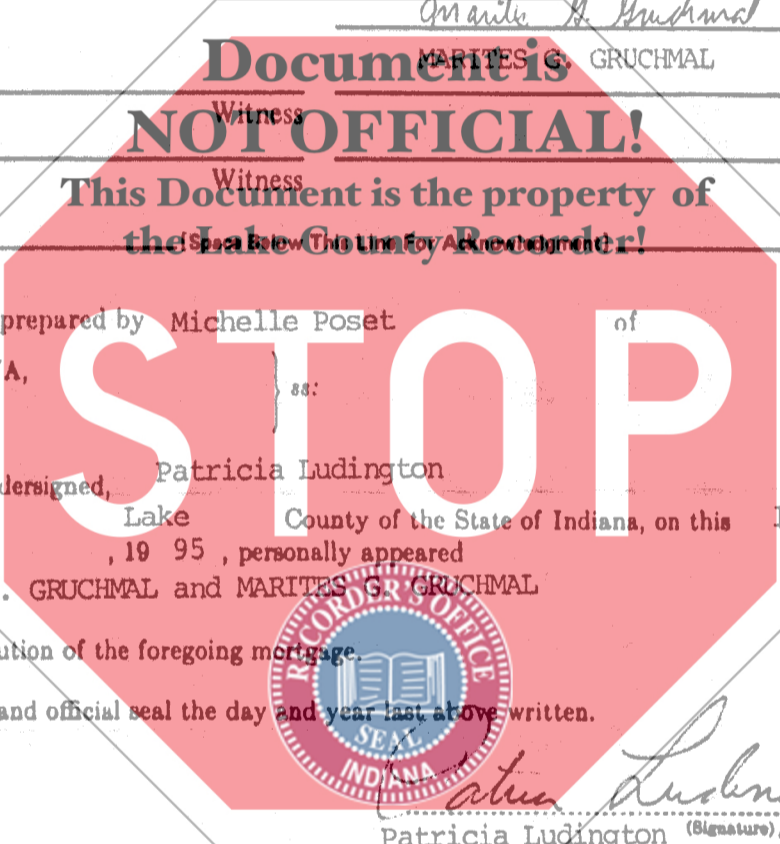 Marites G. Gruchmal
MARITES G. GRUCHMAL
Document is
Witness
NOT OFFICIAL!
Witness
This Document is the property of
the Lake County Recorder!
[Space Below This Line For Acknowledgment]
prepared by Michelle Poset of
STOP
A,
ss:
Patricia Ludington
dersigned,
Lake County of the State of Indiana, on this
, 19 95 , personally appeared
. GRUCHMAL and MARITES G. GRUCHMAL
RECORDER'S OFFICE
ution of the foregoing mortgage.
and official seal the day and year last above written.
SEAL
INDIANA
(Signature)
Patricia Ludington